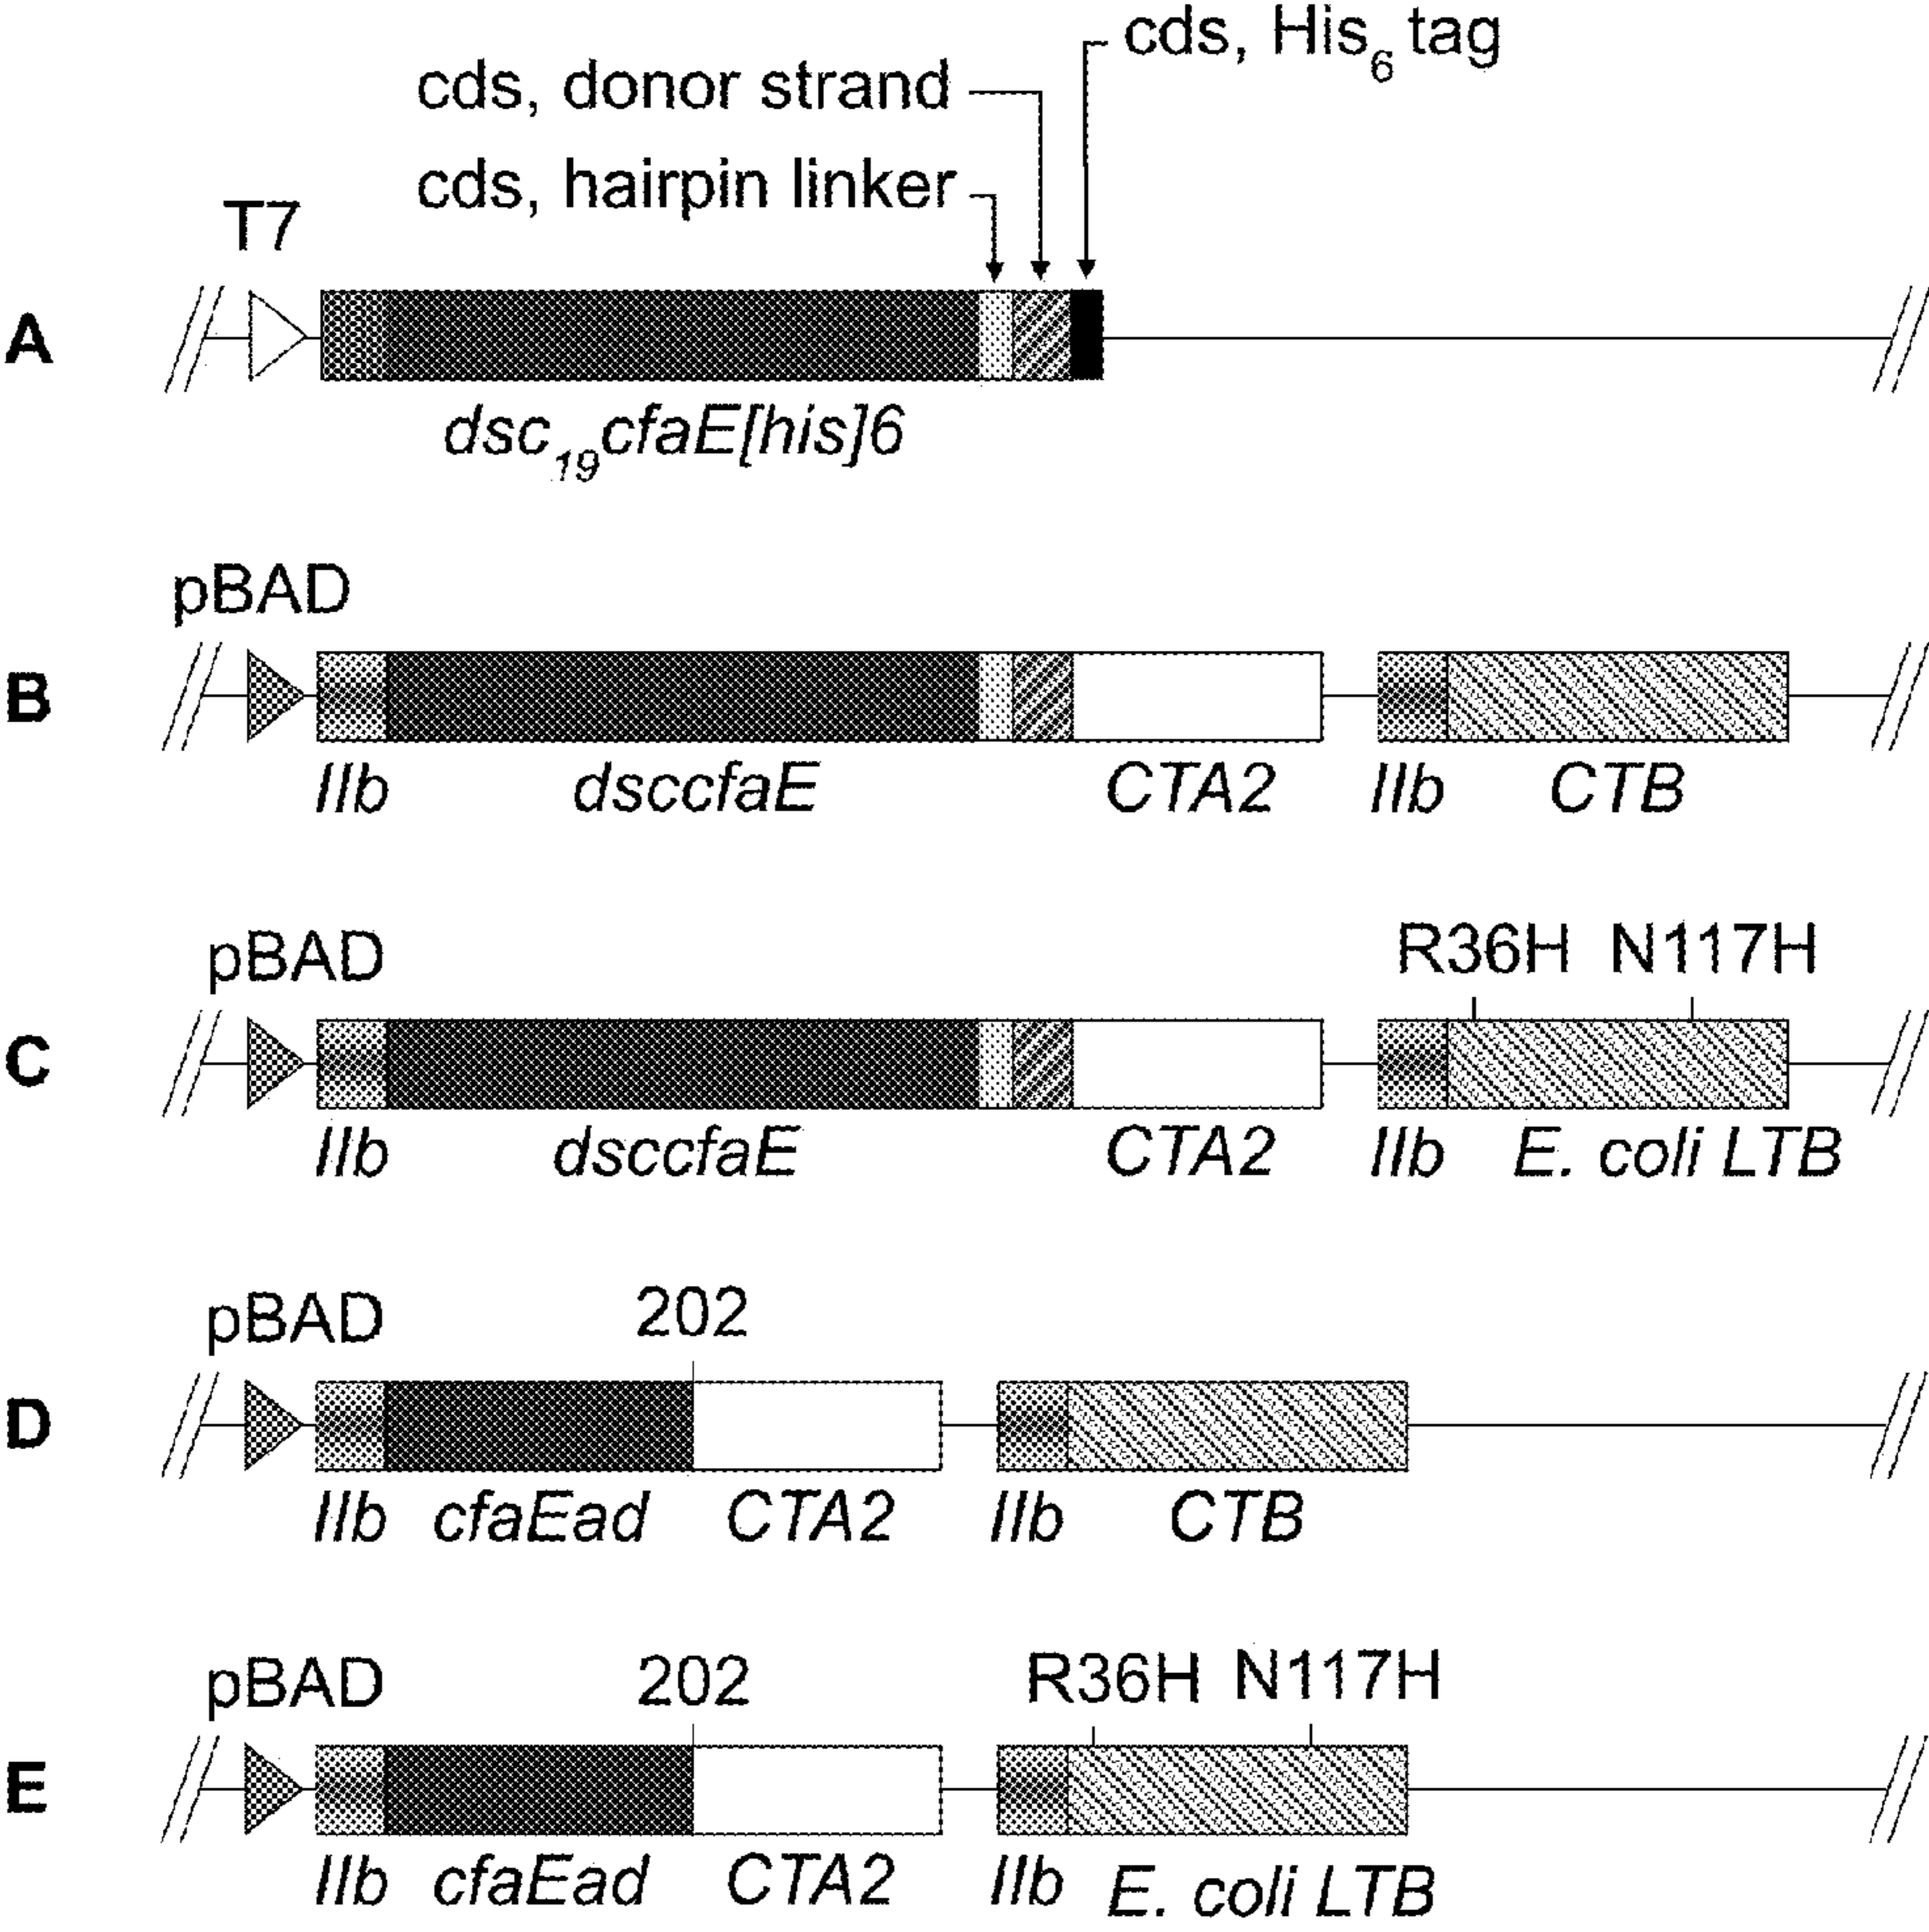 cds, His6 tag
cds, donor strand
cds, hairpin linker
T7
A
dsc19cfaE[his]6
pBAD
B
IIb dsccfaE CTA2 IIb CTB
pBAD R36H N117H
C
IIb dsccfaE CTA2 IIb E. coli LTB
pBAD 202
D
IIb cfaEad CTA2 IIb CTB
pBAD 202 R36H N117H
E
IIb cfaEad CTA2 IIb E. coli LTB